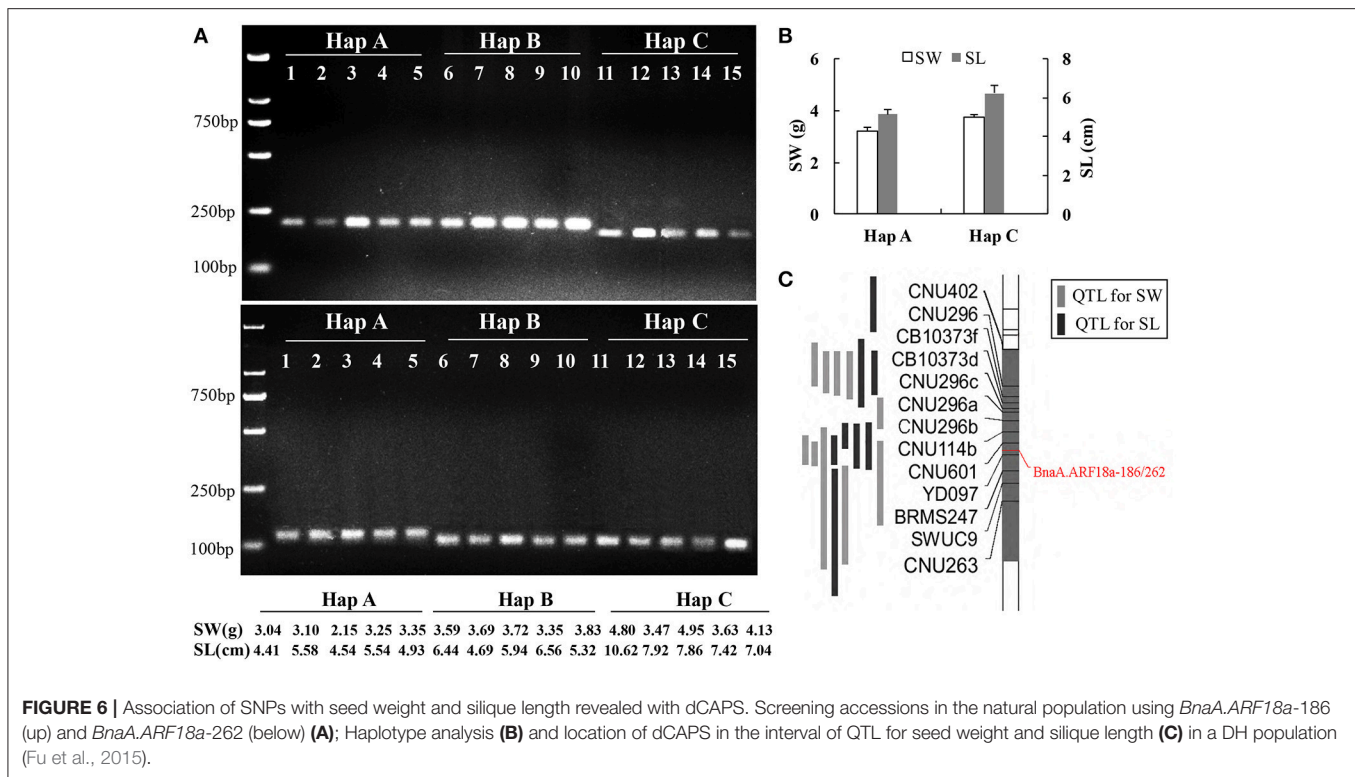 A
Hap A Hap B Hap C
1 2 3 4 5 6 7 8 9 10 11 12 13 14 15
750bp
250bp
100bp
Hap A Hap B Hap C
1 2 3 4 5 6 7 8 9 10 11 12 13 14 15
750bp
250bp
100bp
Hap A Hap B Hap C
SW(g) 3.04 3.10 2.15 3.25 3.35 3.59 3.69 3.72 3.35 3.83 4.80 3.47 4.95 3.63 4.13
SL(cm) 4.41 5.58 4.54 5.54 4.93 6.44 4.69 5.94 6.56 5.32 10.62 7.92 7.86 7.42 7.04
B
SW SL
6
4
2
0
SW (g)
8
6
4
2
0
SL (cm)
Hap A Hap C
C
CNU402
CNU296
CB10373f
CB10373d
CNU296c
CNU296a
CNU296b
CNU114b
CNU601
YD097
BRMS247
SWUC9
CNU263
QTL for SW
QTL for SL
BnaA.ARF18a-186/262
FIGURE 6 | Association of SNPs with seed weight and silique length revealed with dCAPS. Screening accessions in the natural population using BnaA.ARF18a-186
(up) and BnaA.ARF18a-262 (below) (A); Haplotype analysis (B) and location of dCAPS in the interval of QTL for seed weight and silique length (C) in a DH population
(Fu et al., 2015).